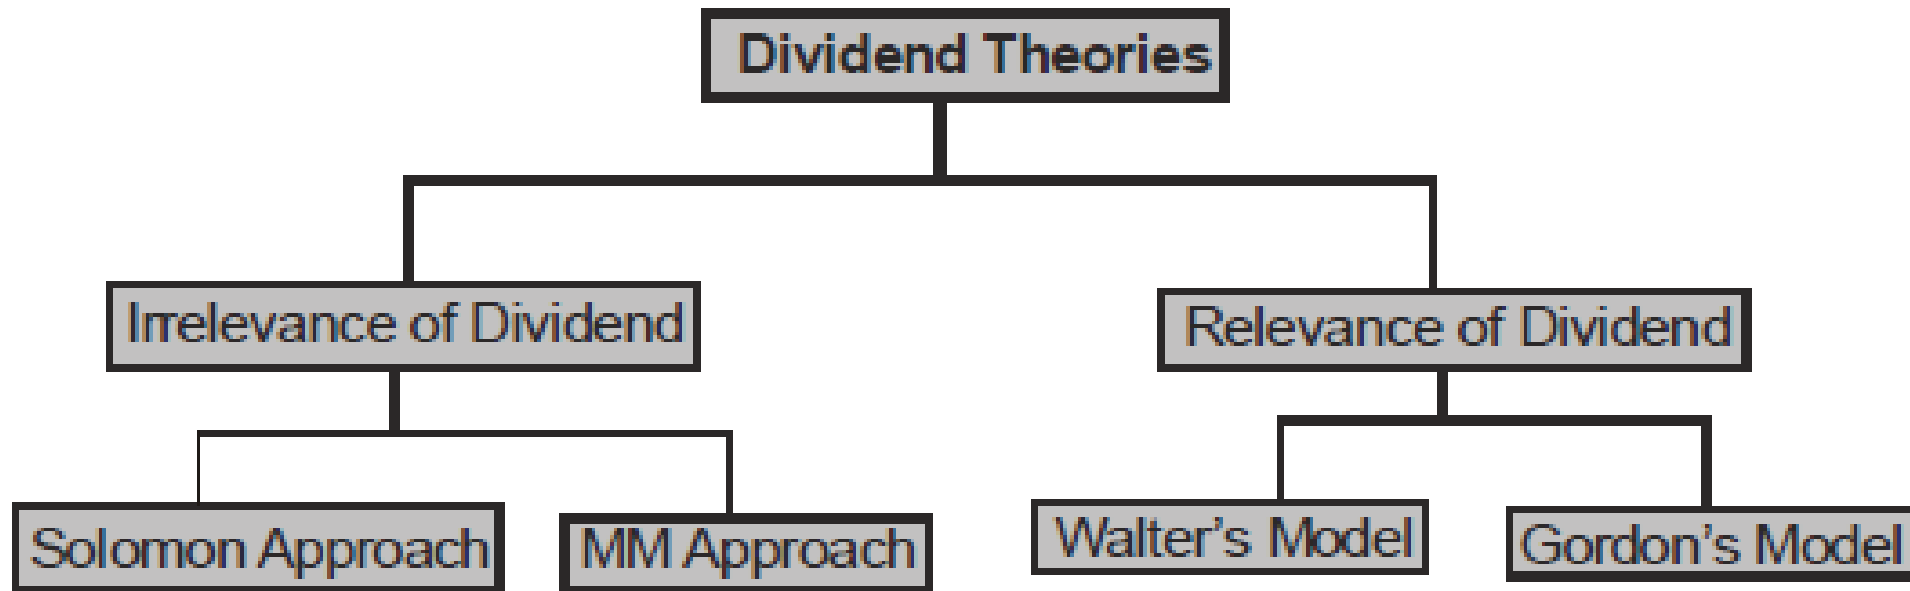 Dividend Theories
Irrelevance of Dividend
Relevance of Dividend
Solomon Approach
MM Approach
Walter’s Model
Gordon’s Model